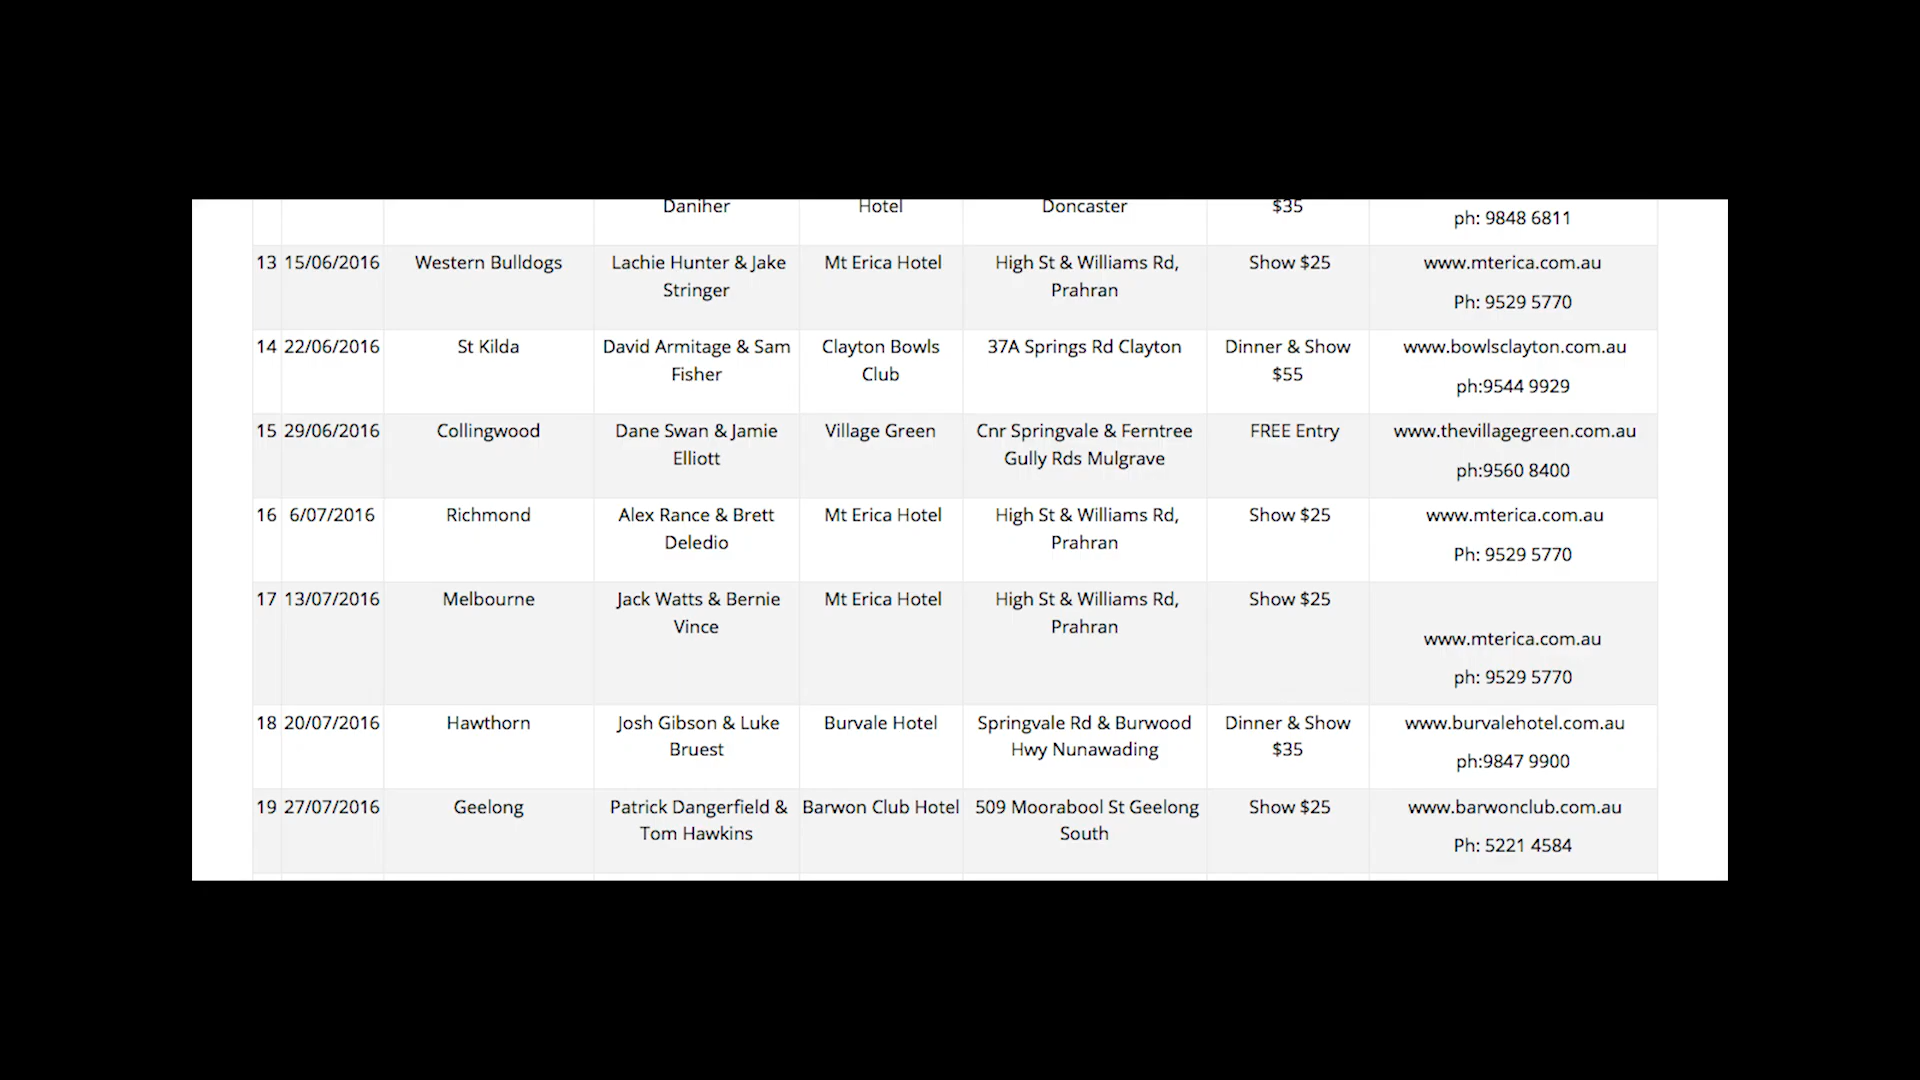 Daniher Hotel Doncaster $35 ph: 9848 6811
13 15/06/2016 Western Bulldogs Lachie Hunter & Jake Mt Erica Hotel High St & Williams Rd, Show $25 www.mterica.com.au
Stringer Prahran Ph: 9529 5770
14 22/06/2016 St Kilda David Armitage & Sam Clayton Bowls 37A Springs Rd Clayton Dinner & Show www.bowlsclayton.com.au
Fisher Club $55 ph:9544 9929
15 29/06/2016 Collingwood Dane Swan & Jamie Village Green Cnr Springvale & Ferntree FREE Entry www.thevillagegreen.com.au
Elliott Gully Rds Mulgrave ph:9560 8400
16 6/07/2016 Richmond Alex Rance & Brett Mt Erica Hotel High St & Williams Rd, Show $25 www.mterica.com.au
Deledio Prahran Ph: 9529 5770
17 13/07/2016 Melbourne Jack Watts & Bernie Mt Erica Hotel High St & Williams Rd, Show $25
Vince Prahran www.mterica.com.au
ph: 9529 5770
18 20/07/2016 Hawthorn Josh Gibson & Luke Burvale Hotel Springvale Rd & Burwood Dinner & Show www.burvalehotel.com.au
Bruest Hwy Nunawading $35 ph:9847 9900
19 27/07/2016 Geelong Patrick Dangerfield & Barwon Club Hotel 509 Moorabool St Geelong Show $25 www.barwonclub.com.au
Tom Hawkins South Ph: 5221 4584